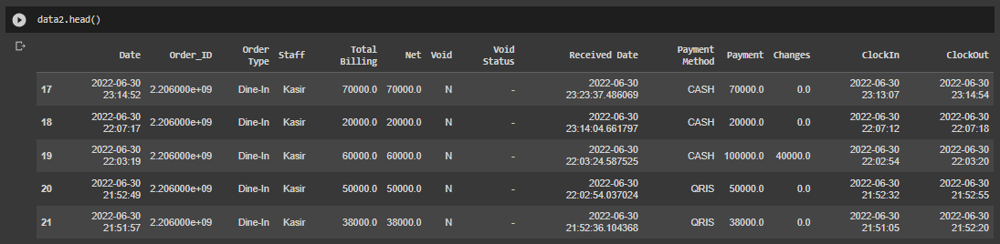 data2.head()
Date Order_ID Order Type Staff Total Billing Net Void Void Status Received Date Payment Method Payment Changes ClockIn ClockOut
17 2022-06-30 23:14:52 2.206000e+09 Dine-In Kasir 70000.0 70000.0 N - 2022-06-30 23:23:37.486069 CASH 70000.0 0.0 2022-06-30 23:13:07 2022-06-30 23:14:54
18 2022-06-30 22:07:17 2.206000e+09 Dine-In Kasir 20000.0 20000.0 N - 2022-06-30 23:14:04.661797 CASH 20000.0 0.0 2022-06-30 22:07:12 2022-06-30 22:07:18
19 2022-06-30 22:03:19 2.206000e+09 Dine-In Kasir 60000.0 60000.0 N - 2022-06-30 22:03:24.587525 CASH 100000.0 40000.0 2022-06-30 22:02:54 2022-06-30 22:03:20
20 2022-06-30 21:52:49 2.206000e+09 Dine-In Kasir 50000.0 50000.0 N - 2022-06-30 22:02:54.037024 QRIS 50000.0 0.0 2022-06-30 21:52:32 2022-06-30 21:52:55
21 2022-06-30 21:51:57 2.206000e+09 Dine-In Kasir 38000.0 38000.0 N - 2022-06-30 21:52:36.104368 QRIS 38000.0 0.0 2022-06-30 21:51:05 2022-06-30 21:52:20